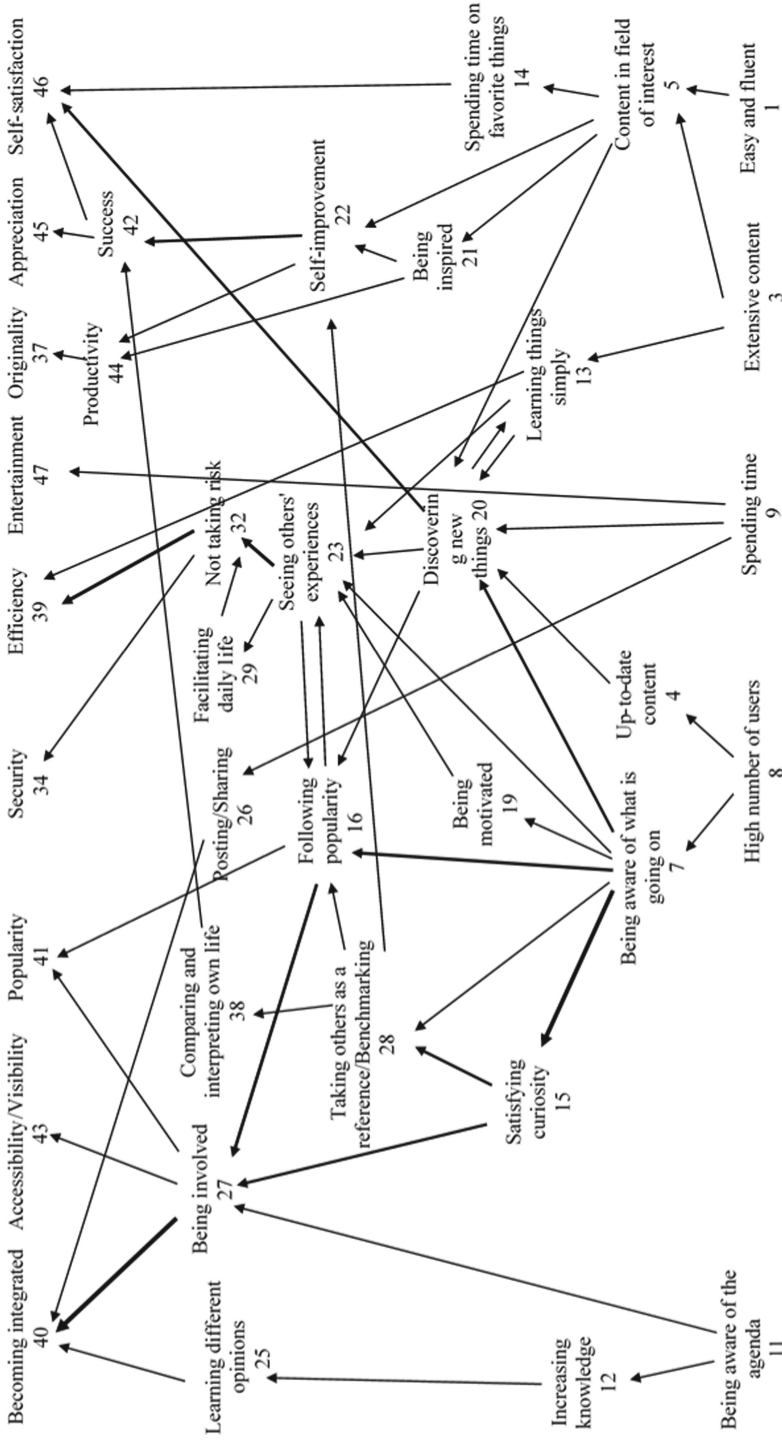 Becoming integrated
40
Accessibility/Visibility
43
Popularity
41
Security
34
Efficiency
39
Entertainment
47
Originality
37
Appreciation
45
Self-satisfaction
46
Success
42
Productivity
44
Being involved
27
Learning different
opinions
25
Comparing and
interpreting own life
38
Posting/Sharing
26
Facilitating
daily life
29
Not taking risk
32
Seeing others'
experiences
23
Self-improvement
22
Taking others as a
reference/Benchmarking
28
Following
popularity
16
Being
inspired
21
Spending time on
favorite things
14
Discoverin
g new
things 20
Being
motivated
19
Satisfying
curiosity
15
Learning things
simply
13
Increasing
knowledge
12
Being aware of what is
going on
7
Up-to-date
content
4
Content in field
of interest
5
Being aware of the
agenda
11
High number of users
8
Spending time
9
Extensive content
3
Easy and fluent
1